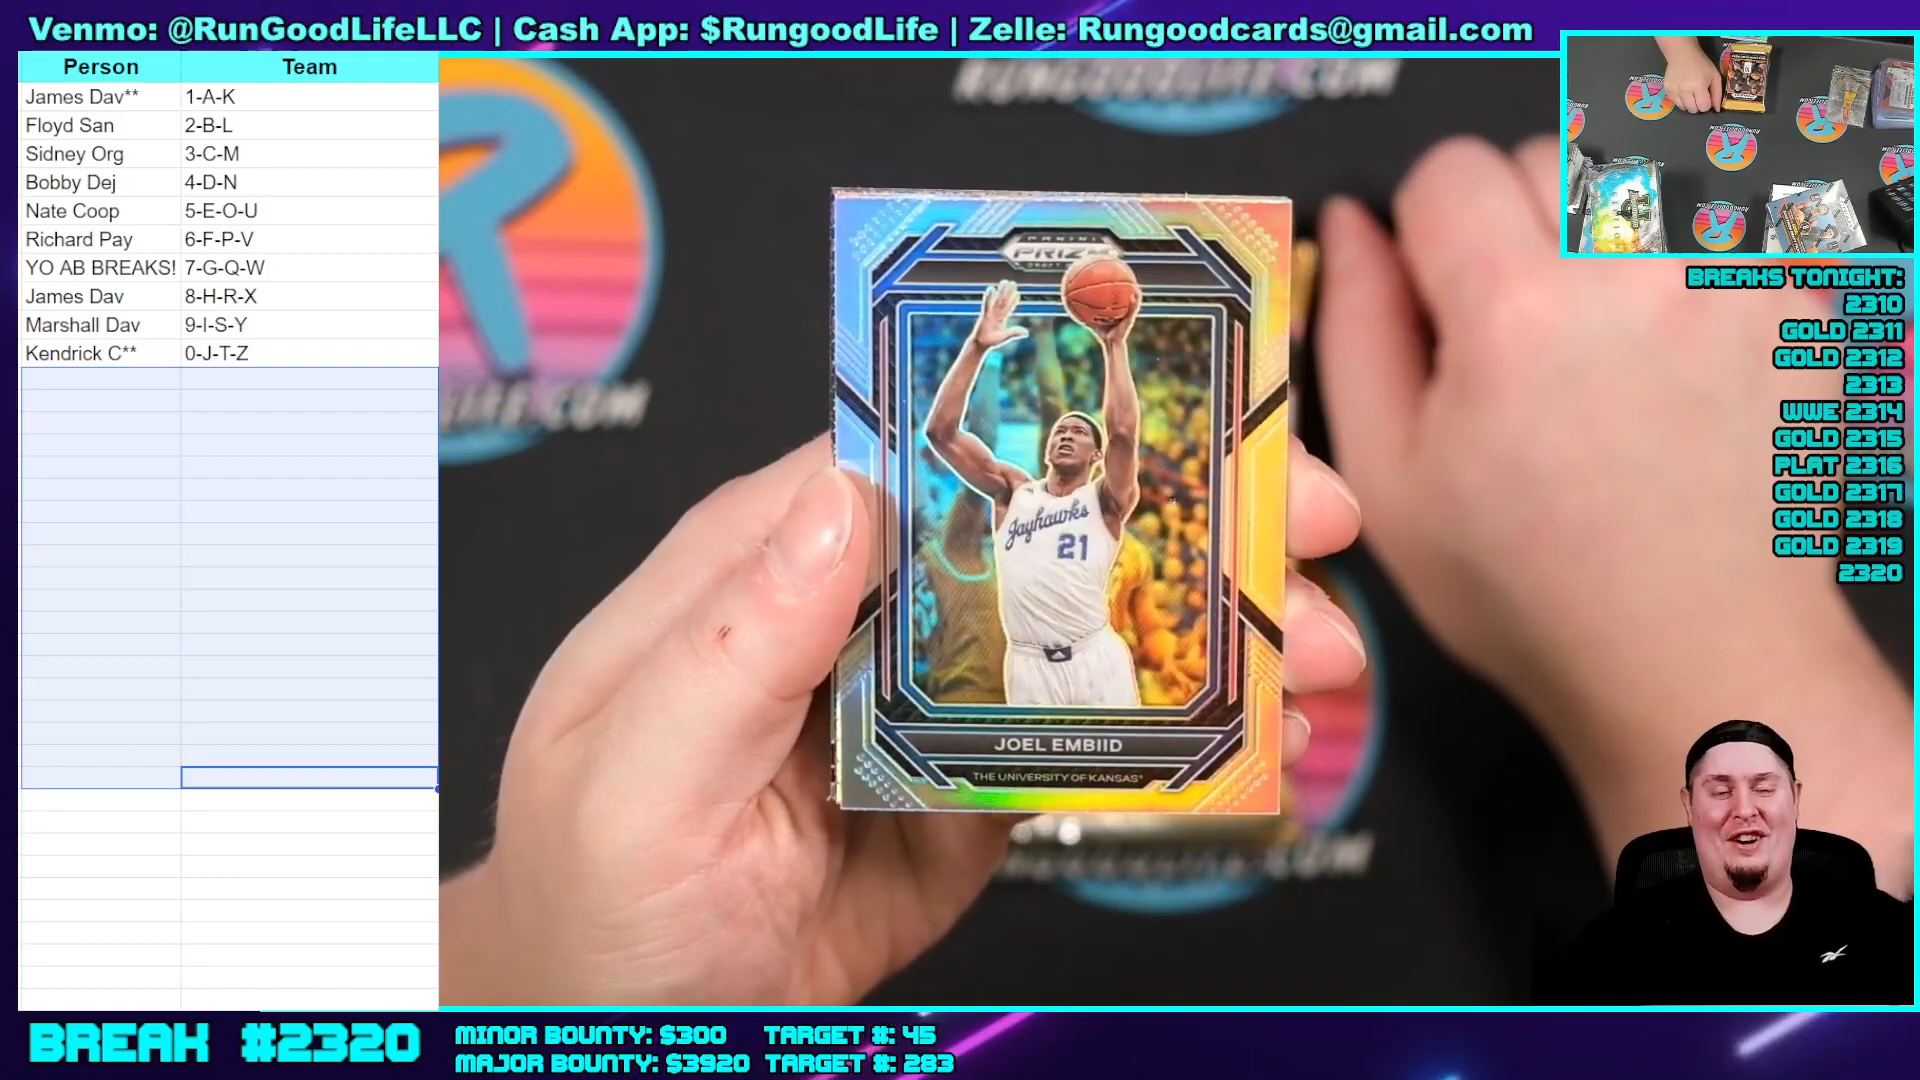 Venmo: @RunGoodLifeLLC | Cash App: $RungoodLife | Zelle: Rungoodcards@gmail.com
Person Team
James Dav** 1-A-K
Floyd San 2-B-L
Sidney Org 3-C-M
Bobby Dej 4-D-N
Nate Coop 5-E-O-U
Richard Pay 6-F-P-V
YO AB BREAKS! 7-G-Q-W
James Dav 8-H-R-X
Marshall Dav 9-I-S-Y
Kendrick C** 0-J-T-Z
RUNGOODLIFE.COM
PANINI
PRIZM
Jayhawks
21
JOEL EMBIID
THE UNIVERSITY OF KANSAS
BREAKS TONIGHT:
2310
GOLD 2311
GOLD 2312
2313
WWE 2314
GOLD 2315
PLAT 2316
GOLD 2317
GOLD 2318
GOLD 2319
2320
BREAK #2320
MINOR BOUNTY: $300 TARGET #: 45
MAJOR BOUNTY: $3920 TARGET #: 283